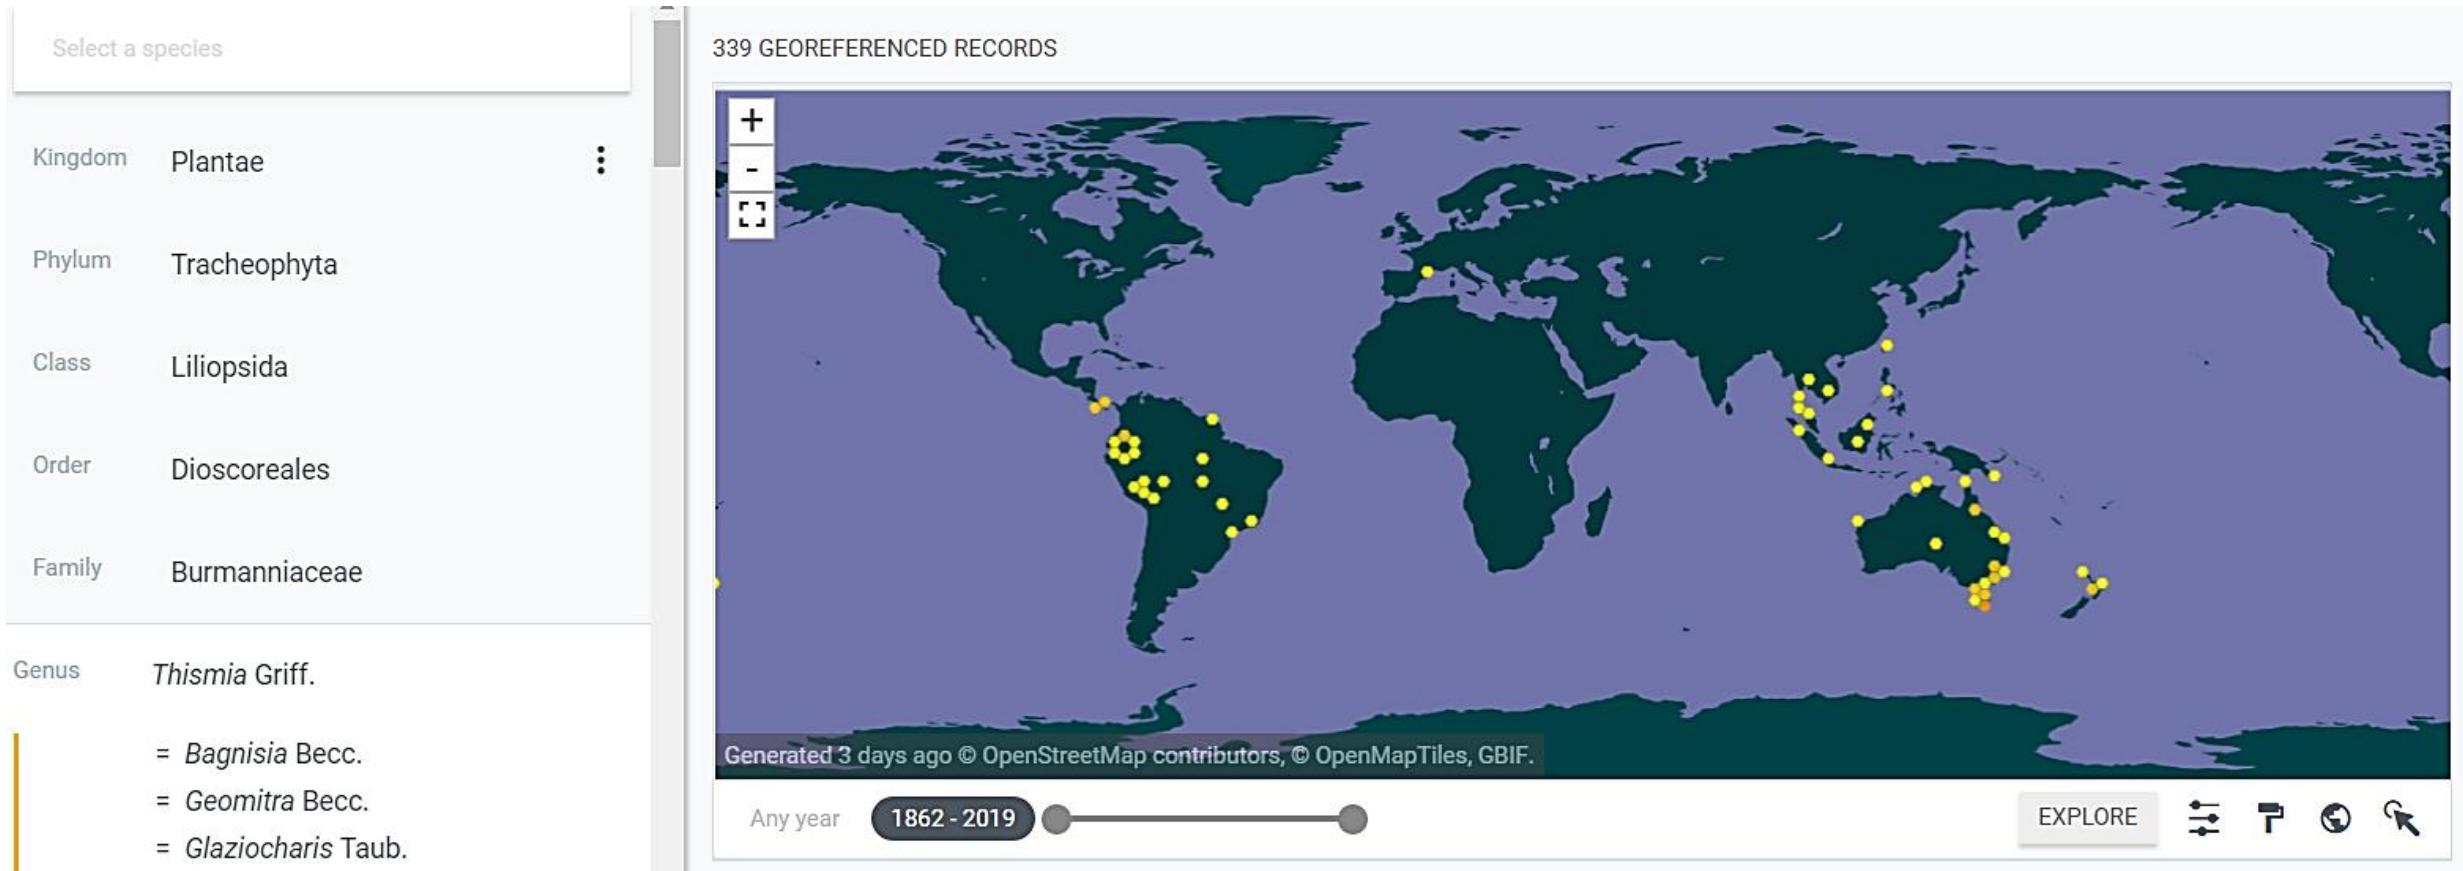 Select a species
Kingdom Plantae
Phylum Tracheophyta
Class Liliopsida
Order Dioscoreales
Family Burmanniaceae
Genus Thismia Griff.
= Bagnisia Becc.
= Geomitra Becc.
= Glaziocharis Taub.
339 GEOREFERENCED RECORDS
+
-
Generated 3 days ago © OpenStreetMap contributors, © OpenMapTiles, GBIF.
Any year 1862 - 2019 EXPLORE